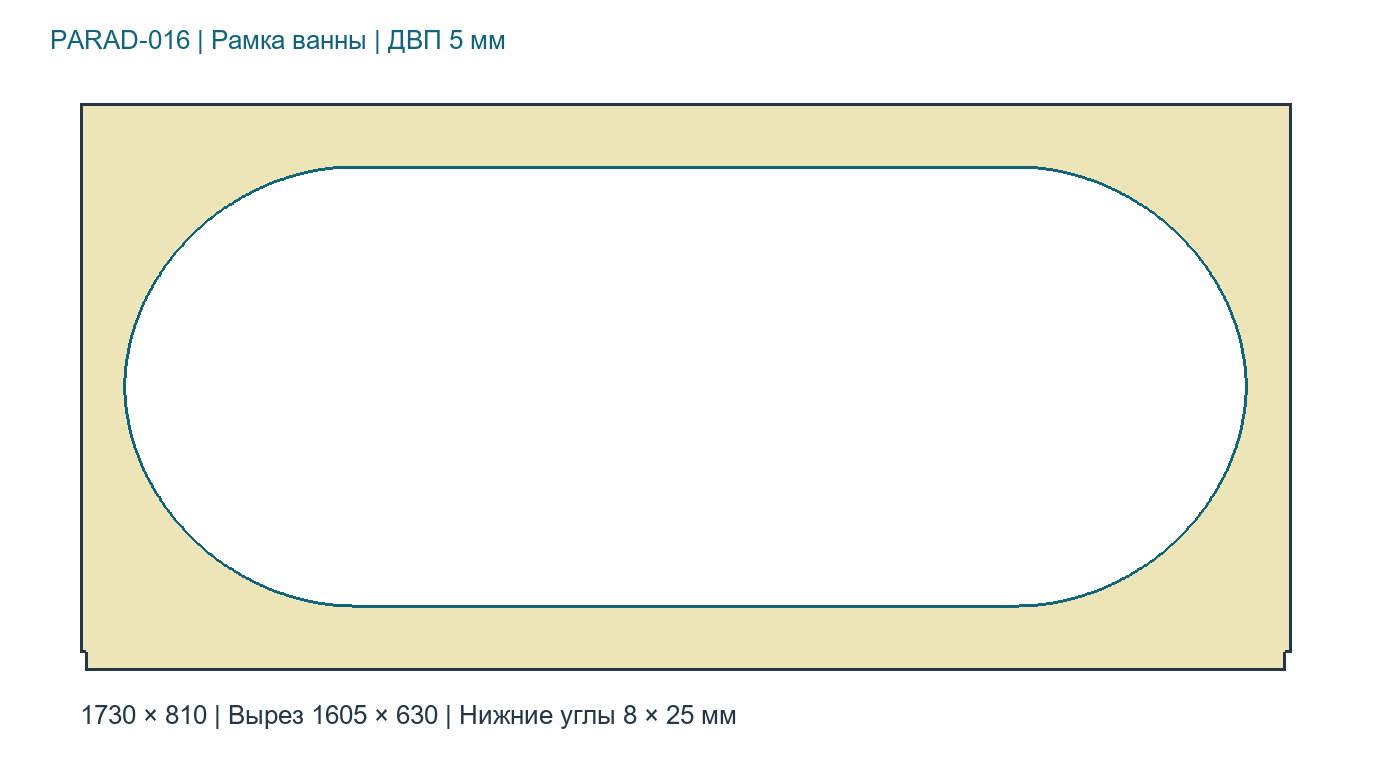 PARAD-016 | Рамка ванны | ДВП 5 мм
1730 × 810 | Вырез 1605 × 630 | Нижние углы 8 × 25 мм